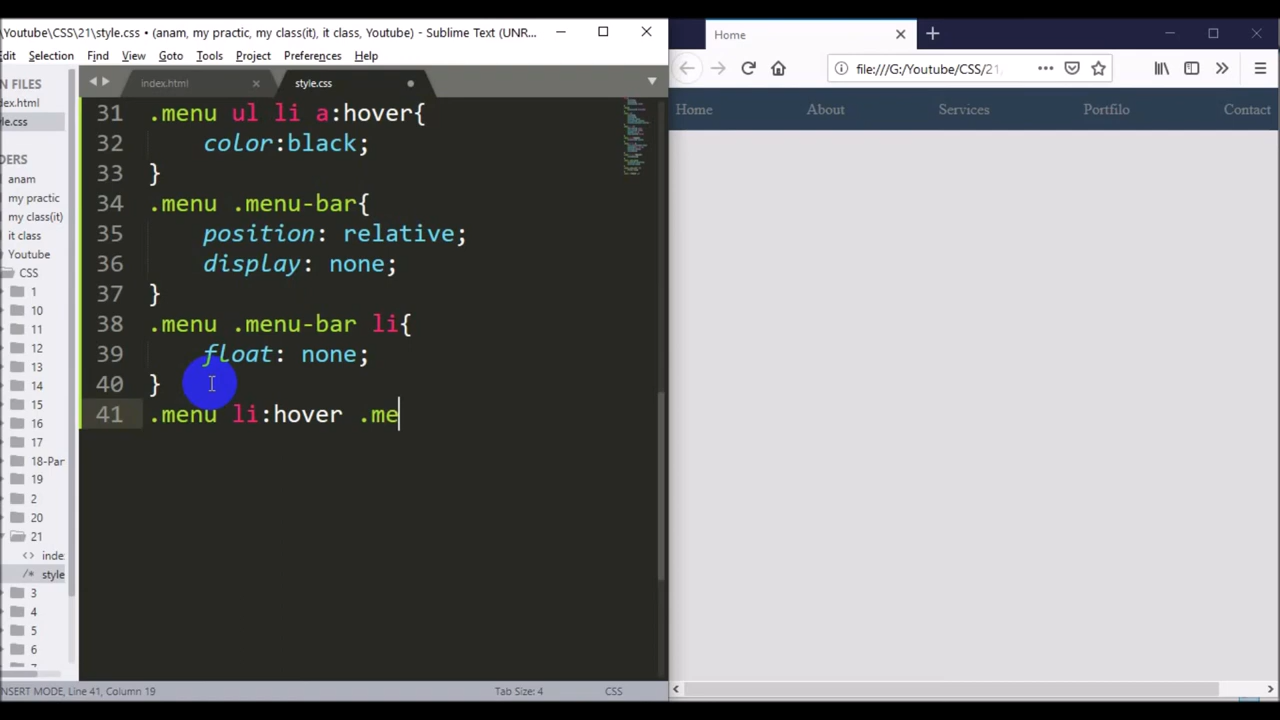 \Youtube\CSS\21\style.css • (anam, my practic, my class(it), it class, Youtube) - Sublime Text (UNR...
dit Selection Find View Goto Tools Project Preferences Help
N FILES
dex.html
le.css
DERS
anam
my practic
my class(it)
it class
Youtube
CSS
1
10
11
12
13
14
15
16
17
18-Par
19
2
20
21
<> inde
/* style
3
4
5
6
7
index.html
style.css
31 .menu ul li a:hover{
32 color:black;
33 }
34 .menu .menu-bar{
35 position: relative;
36 display: none;
37 }
38 .menu .menu-bar li{
39 float: none;
40 }
41 .menu li:hover .me
NSERT MODE, Line 41, Column 19
Tab Size: 4
CSS
Home
file:///G:/Youtube/CSS/21
Home About Services Portfilo Contact